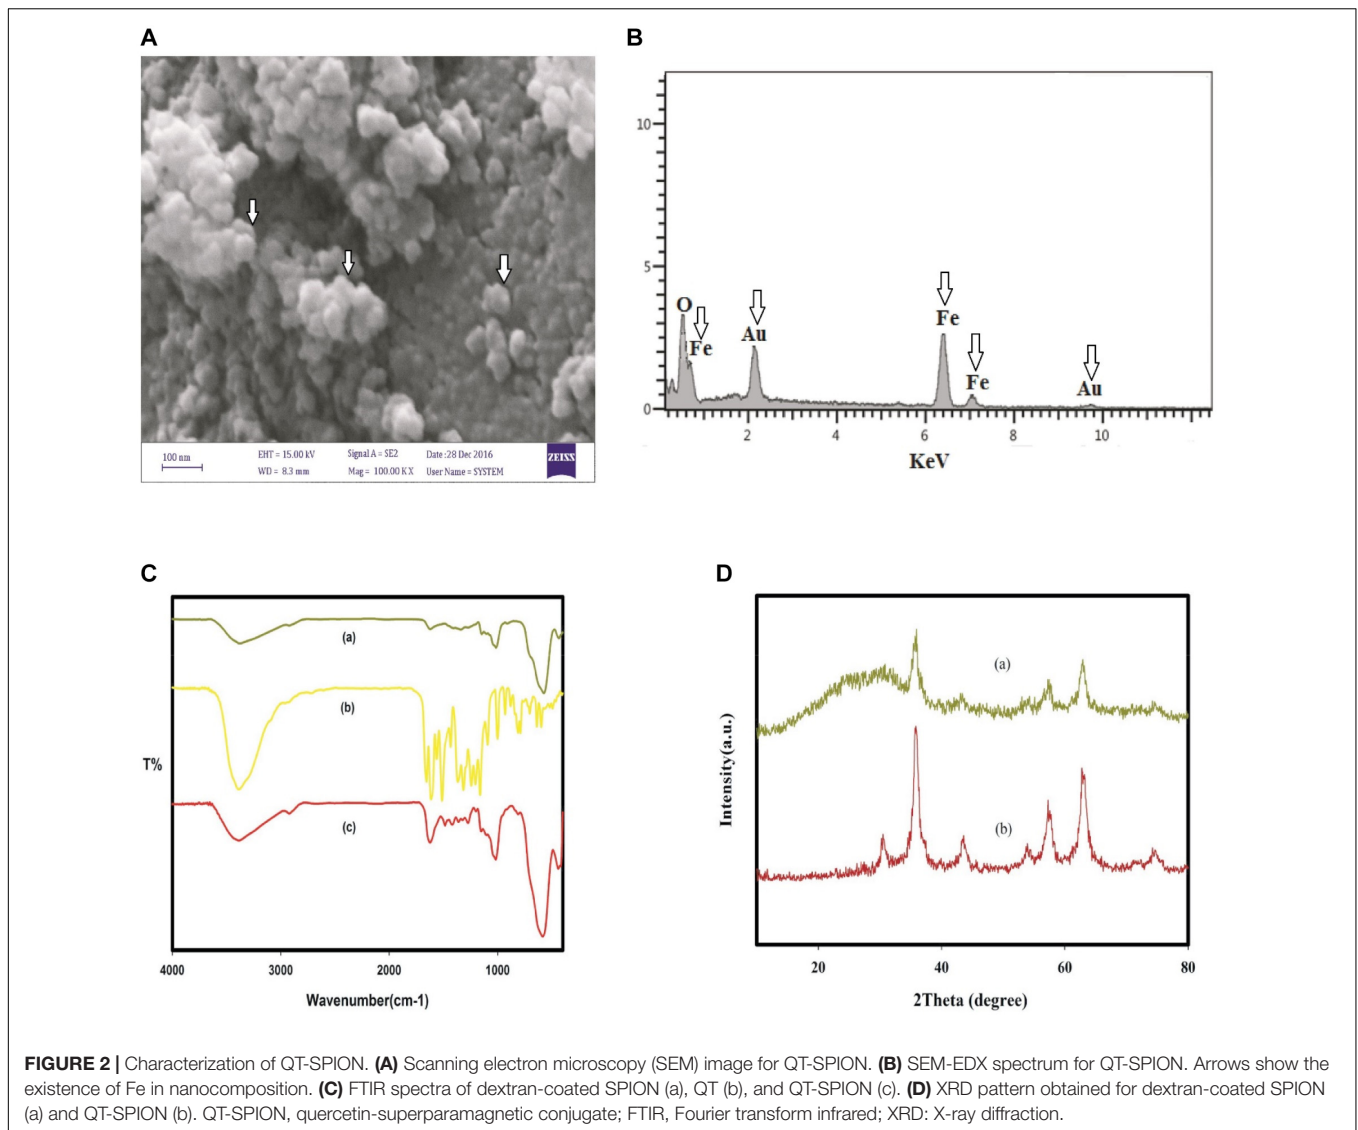 A
B
100 nm
EHT = 15.00 kV
Signal A = SE2
Date :28 Dec 2016
ZEISS
WD = 8.3 mm
Mag = 100.00 K X
User Name = SYSTEM
10
5
0
O
Fe
Au
Fe
Fe
Au
2
4
6
8
10
KeV
C
D
(a)
(b)
(c)
T%
4000
3000
2000
1000
Wavenumber(cm-1)
(a)
(b)
Intensity(a.u.)
20
40
60
80
2Theta (degree)
FIGURE 2 | Characterization of QT-SPION. (A) Scanning electron microscopy (SEM) image for QT-SPION. (B) SEM-EDX spectrum for QT-SPION. Arrows show the
existence of Fe in nanocomposition. (C) FTIR spectra of dextran-coated SPION (a), QT (b), and QT-SPION (c). (D) XRD pattern obtained for dextran-coated SPION
(a) and QT-SPION (b). QT-SPION, quercetin-superparamagnetic conjugate; FTIR, Fourier transform infrared; XRD: X-ray diffraction.